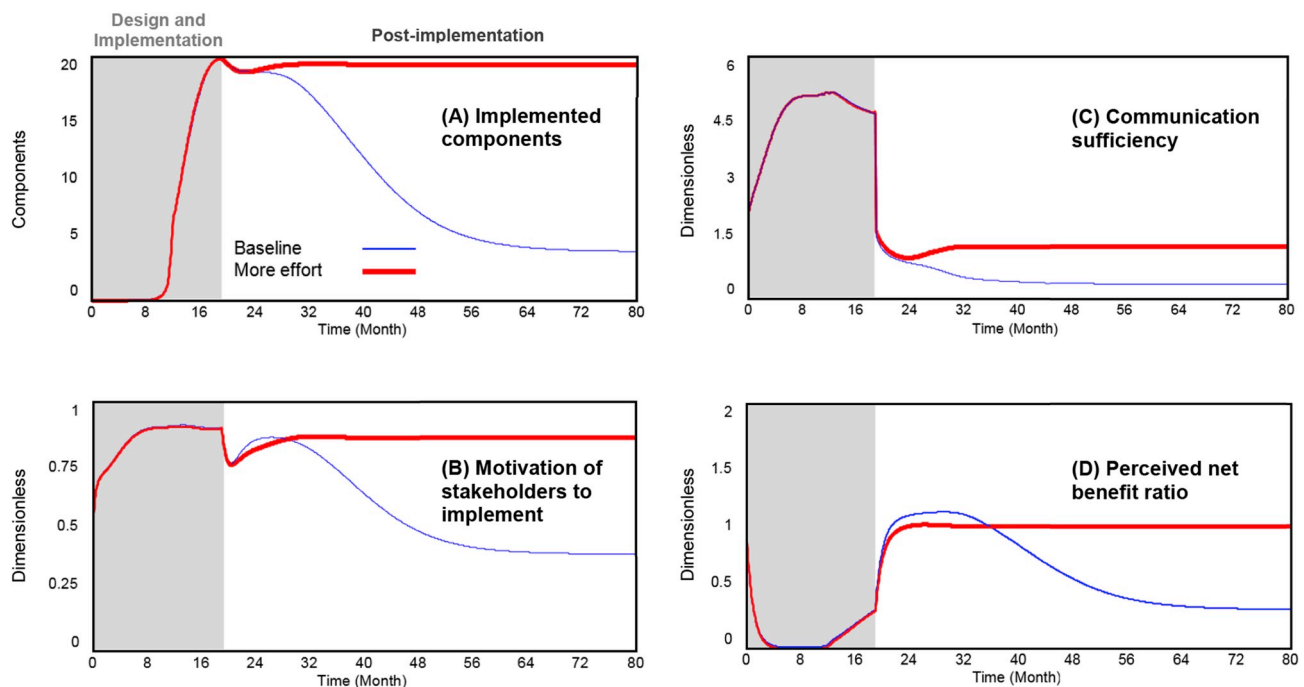 Design and
Implementation
Post-implementation
20
15
10
5
0
Components
(A) Implemented
components
Baseline
More effort
0 8 16 24 32 40 48 56 64 72 80
Time (Month)
6
4.5
3
1.5
0
Dimensionless
(C) Communication
sufficiency
0 8 16 24 32 40 48 56 64 72 80
Time (Month)
1
0.75
0.5
0.25
0
Dimensionless
(B) Motivation of
stakeholders to
implement
0 8 16 24 32 40 48 56 64 72 80
Time (Month)
2
1.5
1
0.5
0
Dimensionless
(D) Perceived net
benefit ratio
0 8 16 24 32 40 48 56 64 72 80
Time (Month)